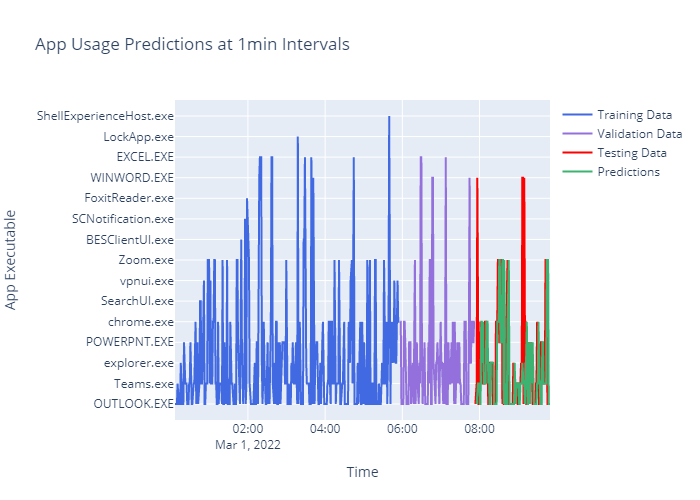 App Usage Predictions at 1min Intervals
ShellExperienceHost.exe
LockApp.exe
EXCEL.EXE
WINWORD.EXE
FoxitReader.exe
SCNotification.exe
BESClientUI.exe
Zoom.exe
vpnui.exe
SearchUI.exe
chrome.exe
POWERPNT.EXE
explorer.exe
Teams.exe
OUTLOOK.EXE
App Executable
02:00
Mar 1, 2022
04:00
06:00
08:00
Time
Training Data
Validation Data
Testing Data
Predictions